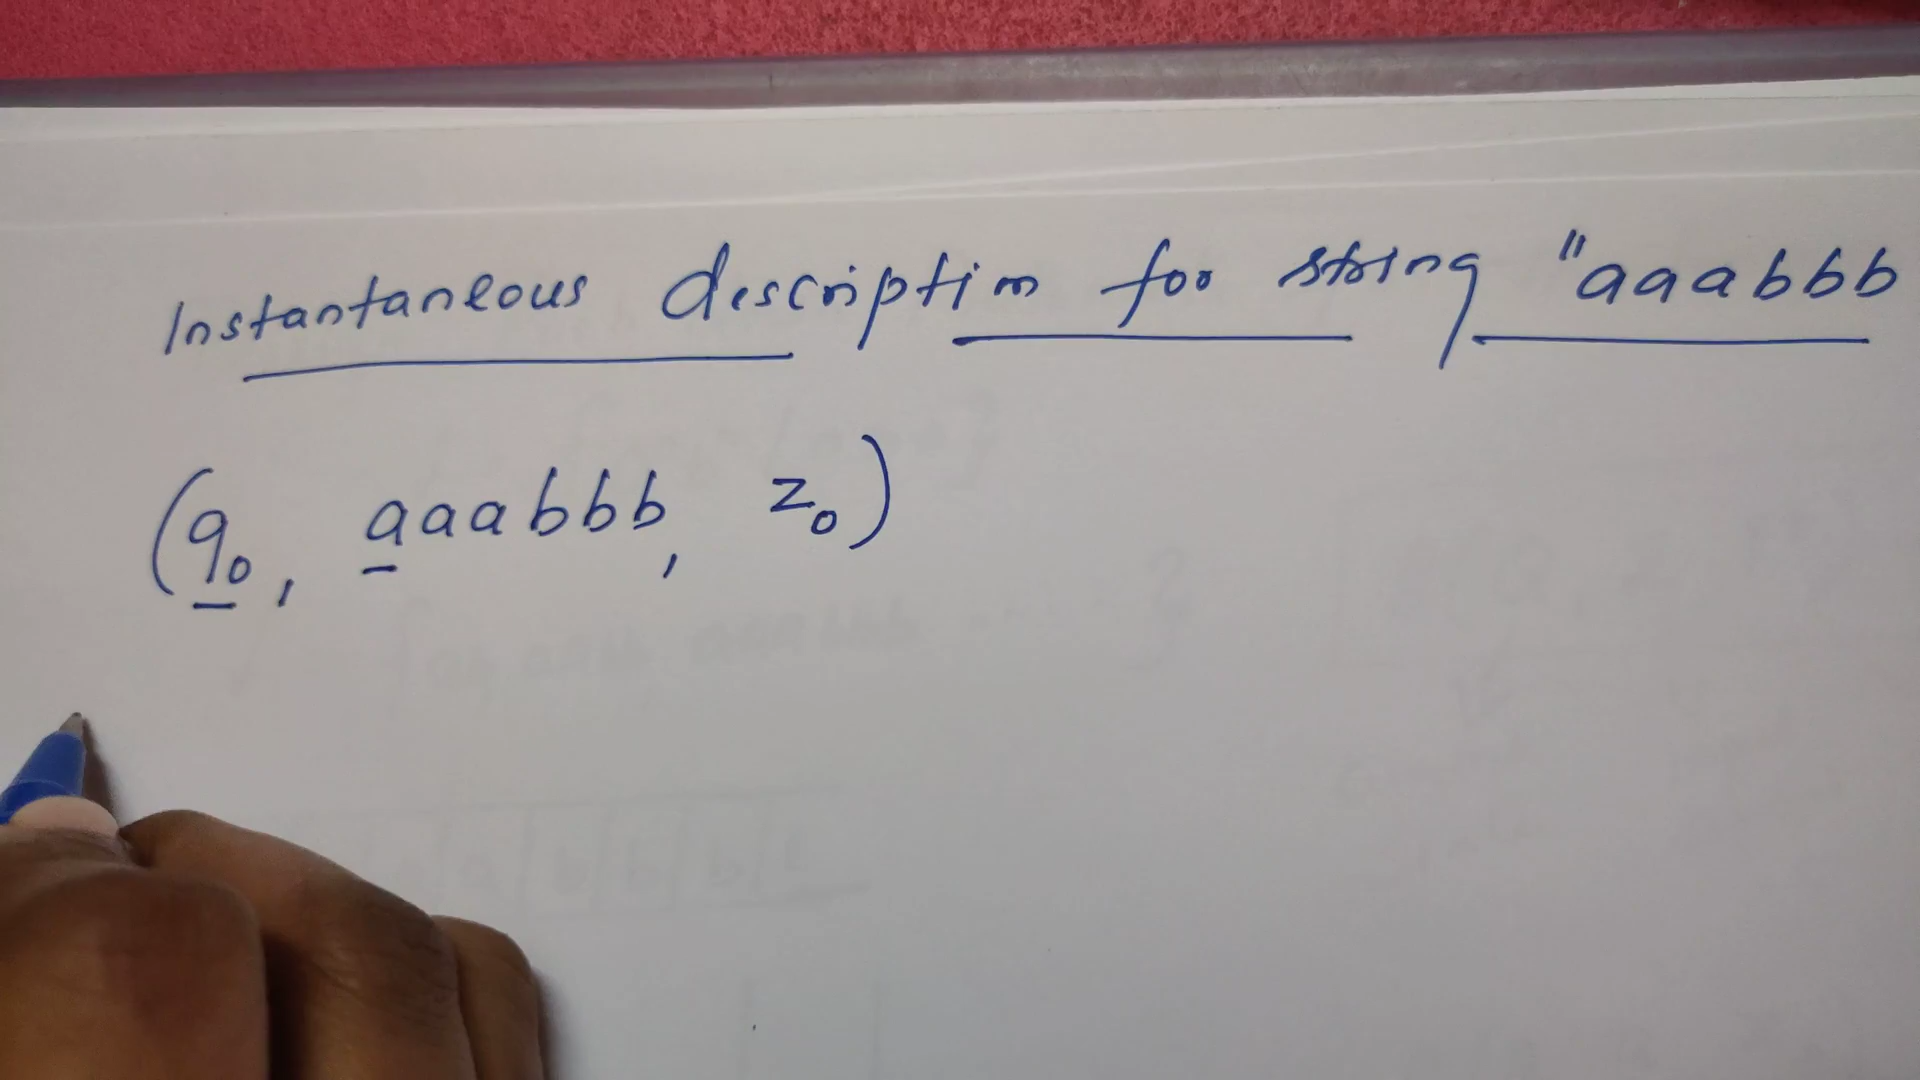 Instantaneous description for string "aaabbb
(q₀, aaabbb, z₀)